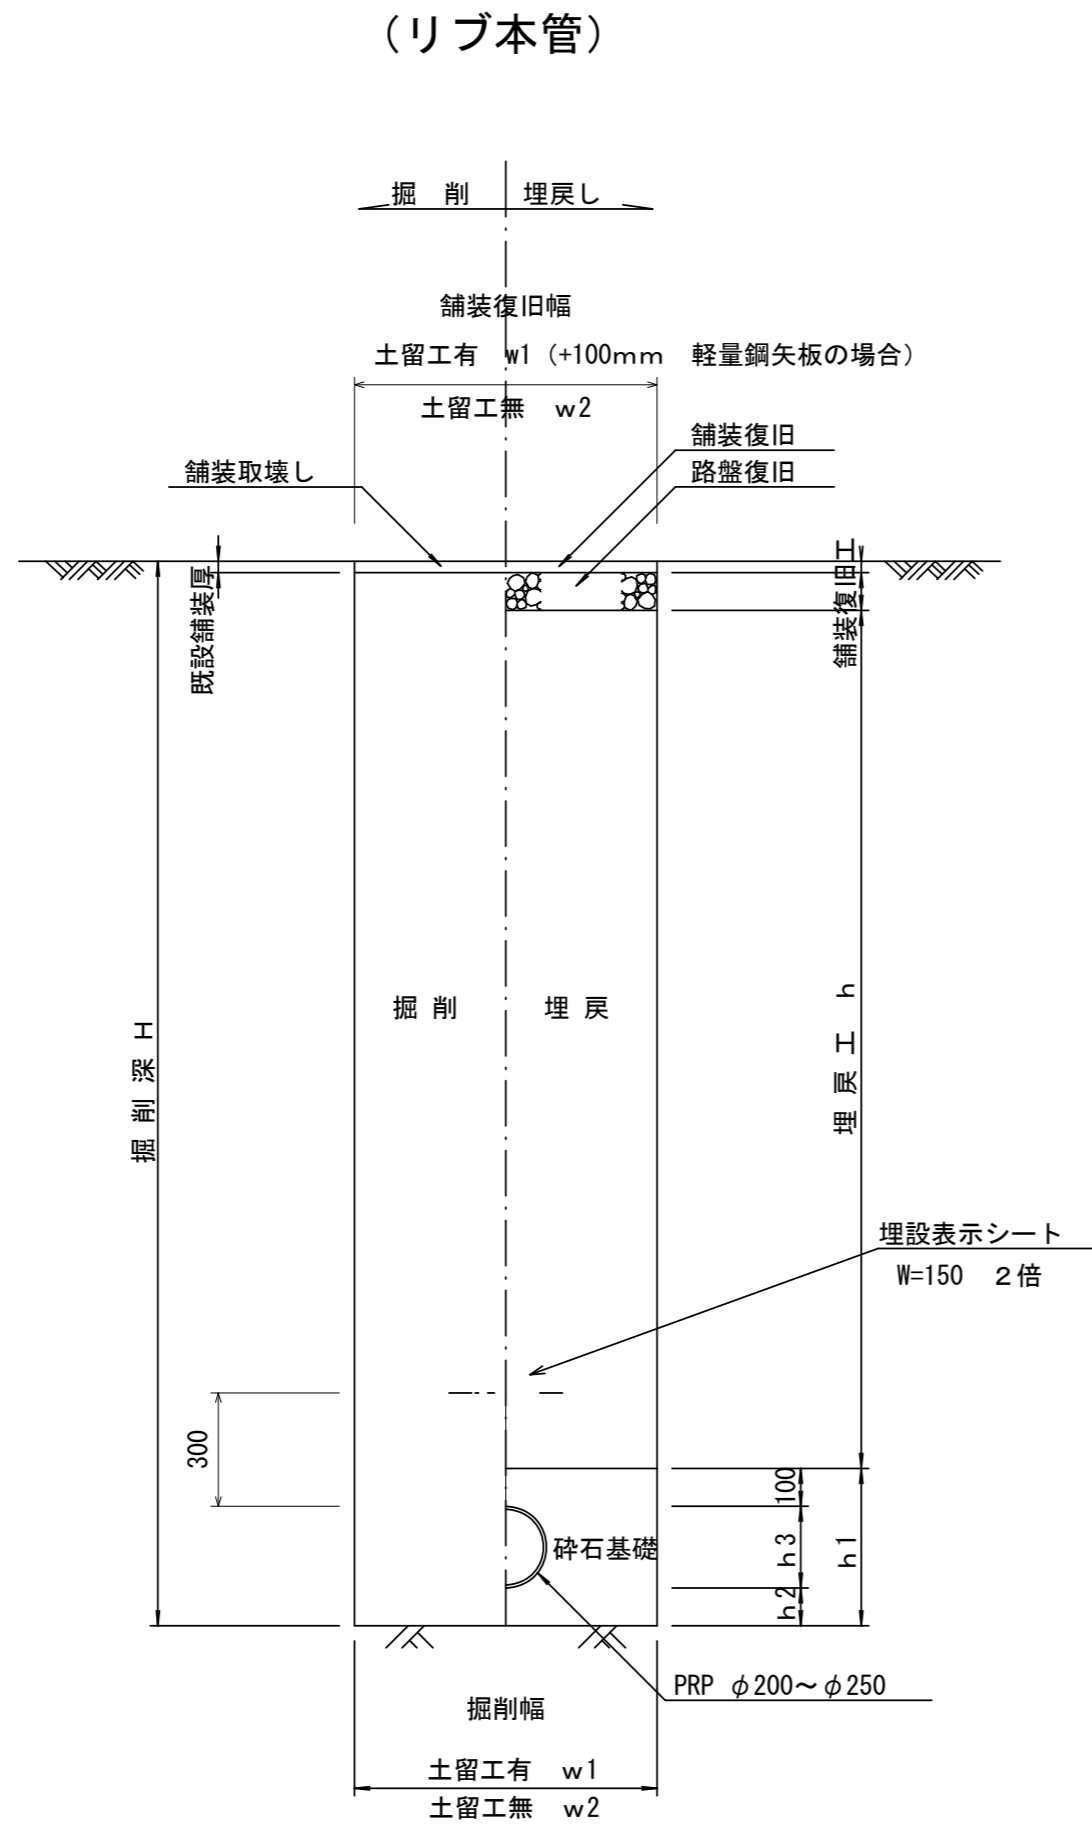 （リブ本管）
掘　削
埋戻し
舗装復旧幅
土留工有　w1（+100mm　軽量鋼矢板の場合）
土留工無　w2
舗装復旧
路盤復旧
舗装取壊し
既設舗装厚
舗装復旧工
掘削
埋戻
掘削深 H
埋戻工 h
埋設表示シート
W=150　２倍
300
100
砕石基礎
h3
h1
h2
PRP φ200～φ250
掘削幅
土留工有　w1
土留工無　w2